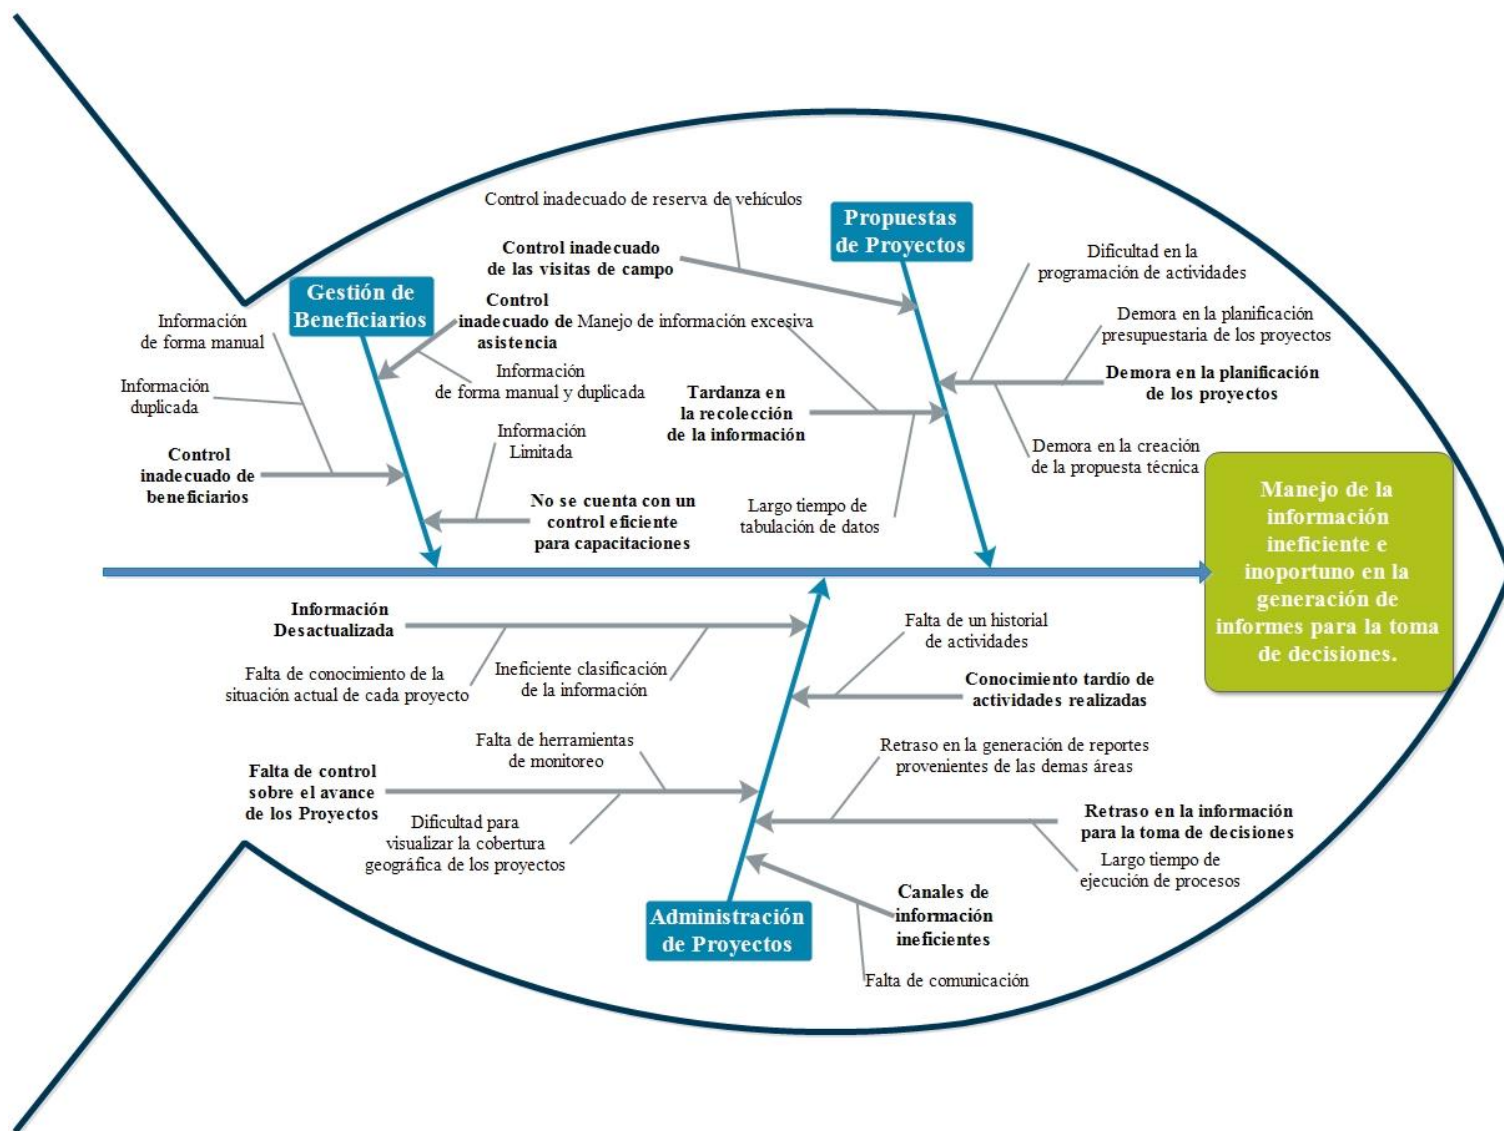 Control inadecuado de reserva de vehículos
Propuestas
de Proyectos
Control inadecuado
de las visitas de campo
Dificultad en la
programación de actividades
Gestión de
Beneficiarios
Control
inadecuado de
asistencia
Manejo de información excesiva
Información
de forma manual
Demora en la planificación
presupuestaria de los proyectos
Información
de forma manual y duplicada
Información
duplicada
Tardanza en
la recolección
de la información
Demora en la planificación
de los proyectos
Información
Limitada
Demora en la creación
de la propuesta técnica
Control
inadecuado de
beneficiarios
No se cuenta con un
control eficiente
para capacitaciones
Largo tiempo de
tabulación de datos
Manejo de la
información
ineficiente e
inoportuno en la
generación de
informes para la toma
de decisiones.
Información
Desactualizada
Falta de un historial
de actividades
Falta de conocimiento de la
situación actual de cada proyecto
Ineficiente clasificación
de la información
Conocimiento tardío de
actividades realizadas
Falta de herramientas
de monitoreo
Retraso en la generación de reportes
provenientes de las demas áreas
Falta de control
sobre el avance
de los Proyectos
Dificultad para
visualizar la cobertura
geográfica de los proyectos
Retraso en la información
para la toma de decisiones
Largo tiempo de
ejecución de procesos
Canales de
información
ineficientes
Administración
de Proyectos
Falta de comunicación